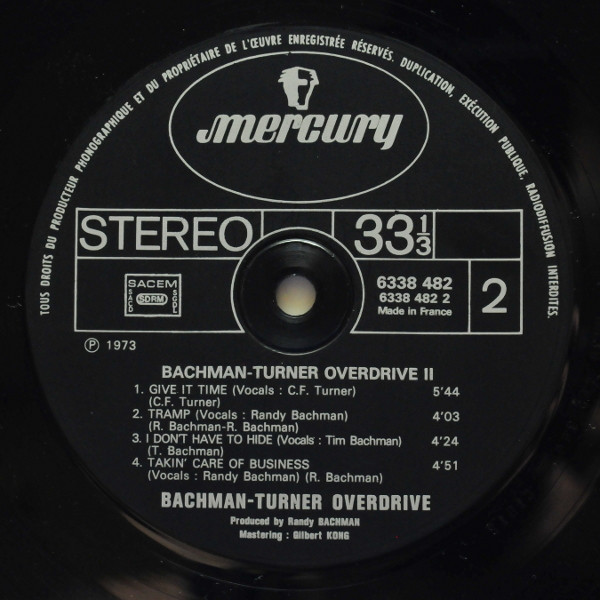 TOUS DROITS DU PRODUCTEUR PHONOGRAPHIQUE ET DU PROPRIÉTAIRE DE L'ŒUVRE ENREGISTRÉE RÉSERVÉS. DUPLICATION, EXÉCUTION PUBLIQUE, RADIODIFFUSION INTERDITES.
mercury
STEREO 33 1/3
SACEM
SACD SDRM SGDL
6338 482
6338 482 2
Made in France
2
Ⓟ 1973
BACHMAN-TURNER OVERDRIVE II
1. GIVE IT TIME (Vocals : C.F. Turner) 5'44
(C.F. Turner)
2. TRAMP (Vocals : Randy Bachman) 4'03
(R. Bachman-R. Bachman)
3. I DON'T HAVE TO HIDE (Vocals : Tim Bachman) 4'24
(T. Bachman)
4. TAKIN' CARE OF BUSINESS 4'51
(Vocals : Randy Bachman) (R. Bachman)
BACHMAN-TURNER OVERDRIVE
Produced by Randy BACHMAN
Mastering : Gilbert KONG